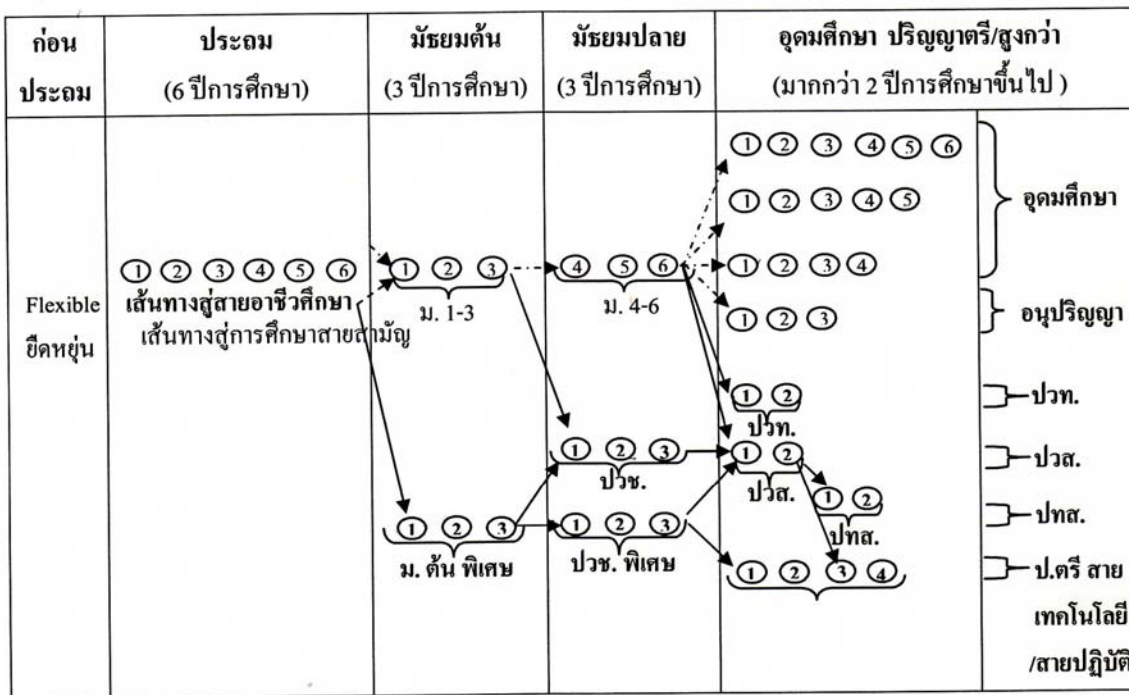 ก่อน
ประถม
ประถม
(6 ปีการศึกษา)
มัธยมต้น
(3 ปีการศึกษา)
มัธยมปลาย
(3 ปีการศึกษา)
อุดมศึกษา ปริญญาตรี/สูงกว่า
(มากกว่า 2 ปีการศึกษาขึ้นไป )
1 2 3 4 5 6
1 2 3 4 5
อุดมศึกษา
1 2 3 4 5 6
1 2 3
4 5 6
1 2 3 4
Flexible
ยืดหยุ่น
เส้นทางสู่สายอาชีวศึกษา
เส้นทางสู่การศึกษาสายสามัญ
ม. 1-3
ม. 4-6
1 2 3
อนุปริญญา
1 2
ปวท.
ปวท.
1 2 3
ปวช.
1 2
ปวส.
ปวส.
1 2
ปทส.
ปทส.
1 2 3
ม. ต้น พิเศษ
1 2 3
ปวช. พิเศษ
1 2 3 4
ป.ตรี สาย
เทคโนโลยี
/สายปฏิบัติ